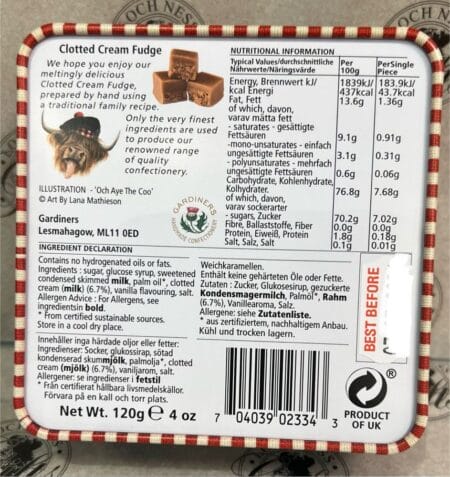 OCH NESS
Clotted Cream Fudge
We hope you enjoy our
meltingly delicious
Clotted Cream Fudge,
prepared by hand using
a traditional family recipe.
Only the very finest
ingredients are used
to produce our
renowned range
of quality
confectionery.
ILLUSTRATION - 'Och Aye The Coo'
© Art By Lana Mathieson
GARDINERS
HANDMADE CONFECTIONERY
Gardiners
Lesmahagow, ML11 0ED
NUTRITIONAL INFORMATION
Typical Values/durchschnittliche Per PerSingle
Nährwerte/Näringsvärde 100g Piece
Energy, Brennwert kJ/ 1839kJ/ 183.9kJ/
kcal Energi 437kcal 43.7kcal
Fat, Fett 13.6g 1.36g
of which, davon,
varav mätta fett
- saturates - gesättigte
Fettsäuren 9.1g 0.91g
-mono-unsaturates - einfach
ungesättigte Fettsäuren 3.1g 0.31g
- polyunsaturates - mehrfach
ungesättigte Fettsäuren 0.6g 0.06g
Carbohydrate, Kohlenhydrate,
Kolhydrater. 76.8g 7.68g
of which, davon,
varav sockerarter
- sugars, Zucker 70.2g 7.02g
Fibre, Ballaststoffe, Fiber 0.0g 0.0g
Protein, Eiweiß, Protein 1.8g 0.18g
Salt, Salz, Salt 0.1g 0.01g
INGREDIENT DECLARATION
Contains no hydrogenated oils or fats.
Ingredients : sugar, glucose syrup, sweetened
condensed skimmed milk, palm oil*, clotted
cream (milk) (6.7%), vanilla flavouring, salt.
Allergen Advice : For Allergens, see
ingredientsin bold.
* From certified sustainable sources.
Store in a cool dry place.
Weichkaramellen.
Enthält keine gehärteten Öle oder Fette.
Zutaten : Zucker, Glukosesirup, gezuckerte
Kondensmagermilch, Palmöl*, Rahm
(6.7%), Vanillearoma, Salz.
Allergene: siehe Zutatenliste.
* aus zertifiziertem, nachhaltigem Anbau.
Kühl und trocken lagern.
BEST BEFORE
Innehåller inga härdade oljor eller fetter:
Ingredienser: Socker, glukossirap, sötad
kondenserad skummjölk, palmolja*, clotted
cream (mjölk) (6.7%), vaniljarom, salt.
Allergener: se ingredienser i fetstil
* Från certifierat hållbara livsmedelskällor.
Förvara på en kall och torr plats.
Net Wt. 120g e 4 oz
7 04039 02334 3
®
PRODUCT
OF UK